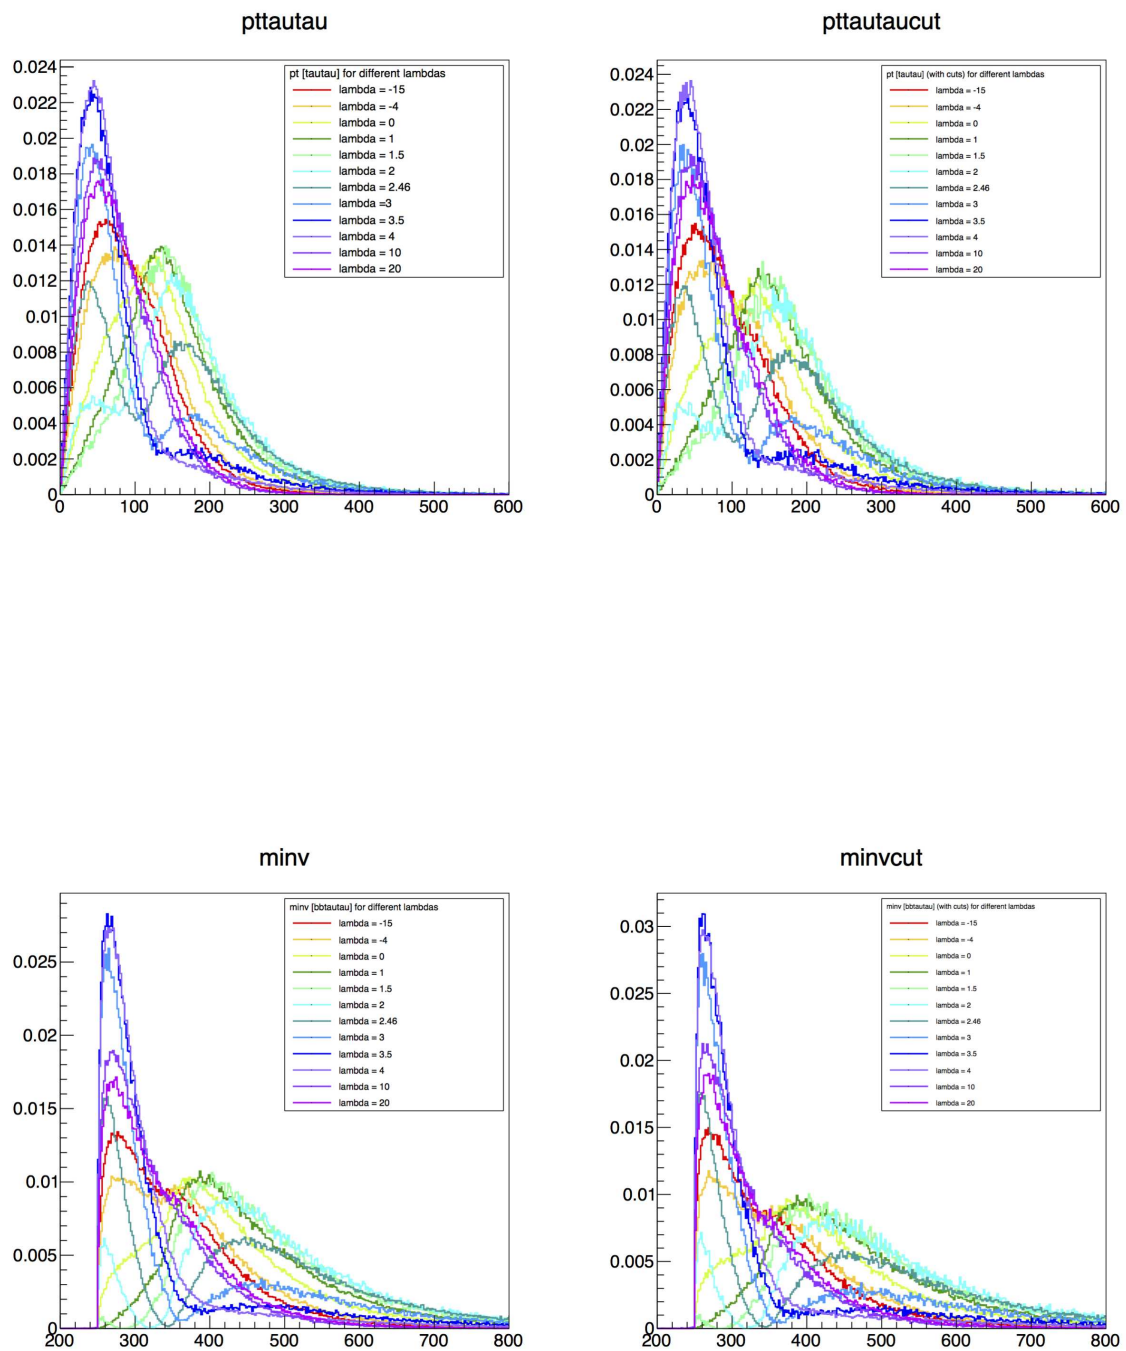 pttautau
pttautaucut
0.024
0.022
0.02
0.018
0.016
0.014
0.012
0.01
0.008
0.006
0.004
0.002
0
0 100 200 300 400 500 600
pt [tautau] for different lambdas
lambda = -15
lambda = -4
lambda = 0
lambda = 1
lambda = 1.5
lambda = 2
lambda = 2.46
lambda =3
lambda = 3.5
lambda = 4
lambda = 10
lambda = 20
0.024
0.022
0.02
0.018
0.016
0.014
0.012
0.01
0.008
0.006
0.004
0.002
0
0 100 200 300 400 500 600
pt [tautau] (with cuts) for different lambdas
lambda = -15
lambda = -4
lambda = 0
lambda = 1
lambda = 1.5
lambda = 2
lambda = 2.46
lambda = 3
lambda = 3.5
lambda = 4
lambda = 10
lambda = 20
minv
minvcut
0.025
0.02
0.015
0.01
0.005
0
200 300 400 500 600 700 800
minv [bbtautau] for different lambdas
lambda = -15
lambda = -4
lambda = 0
lambda = 1
lambda = 1.5
lambda = 2
lambda = 2.46
lambda = 3
lambda = 3.5
lambda = 4
lambda = 10
lambda = 20
0.03
0.025
0.02
0.015
0.01
0.005
0
200 300 400 500 600 700 800
minv [bbtautau] (with cuts) for different lambdas
lambda = -15
lambda = -4
lambda = 0
lambda = 1
lambda = 1.5
lambda = 2
lambda = 2.46
lambda = 3
lambda = 3.5
lambda = 4
lambda = 10
lambda = 20